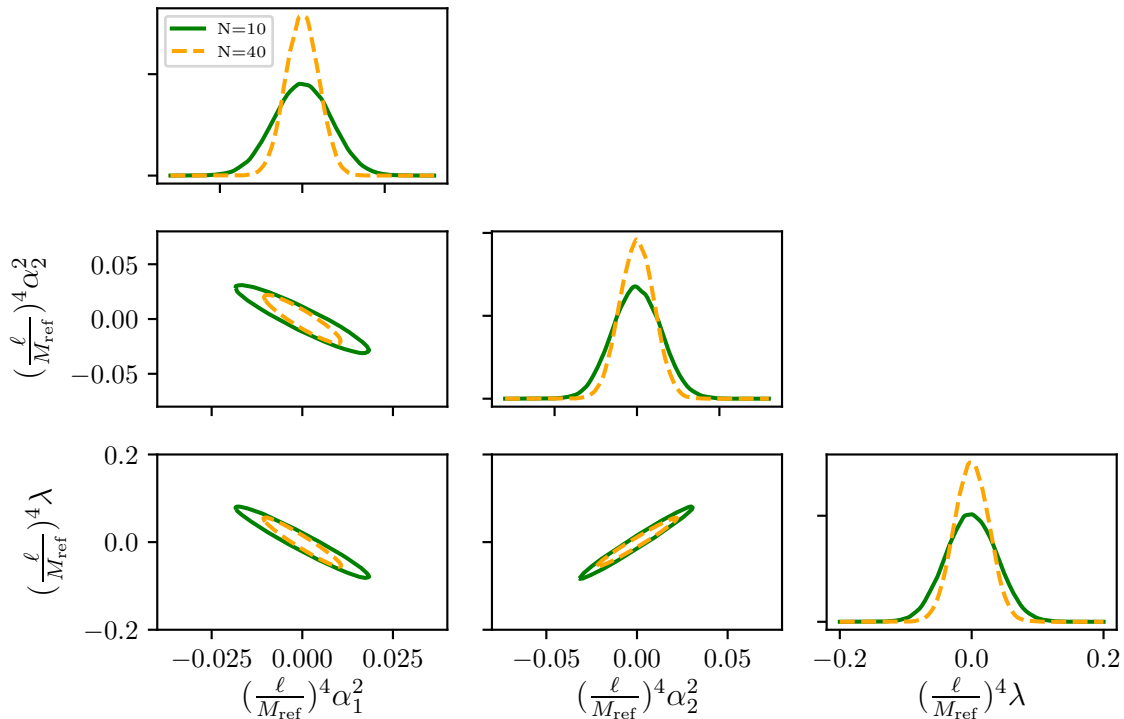 N=10
N=40
0.05
0.00
−0.05
(ℓ/M_ref)^4 α_2^2
0.2
0.0
−0.2
(ℓ/M_ref)^4 λ
−0.025 0.000 0.025
(ℓ/M_ref)^4 α_1^2
−0.05 0.00 0.05
(ℓ/M_ref)^4 α_2^2
−0.2 0.0 0.2
(ℓ/M_ref)^4 λ